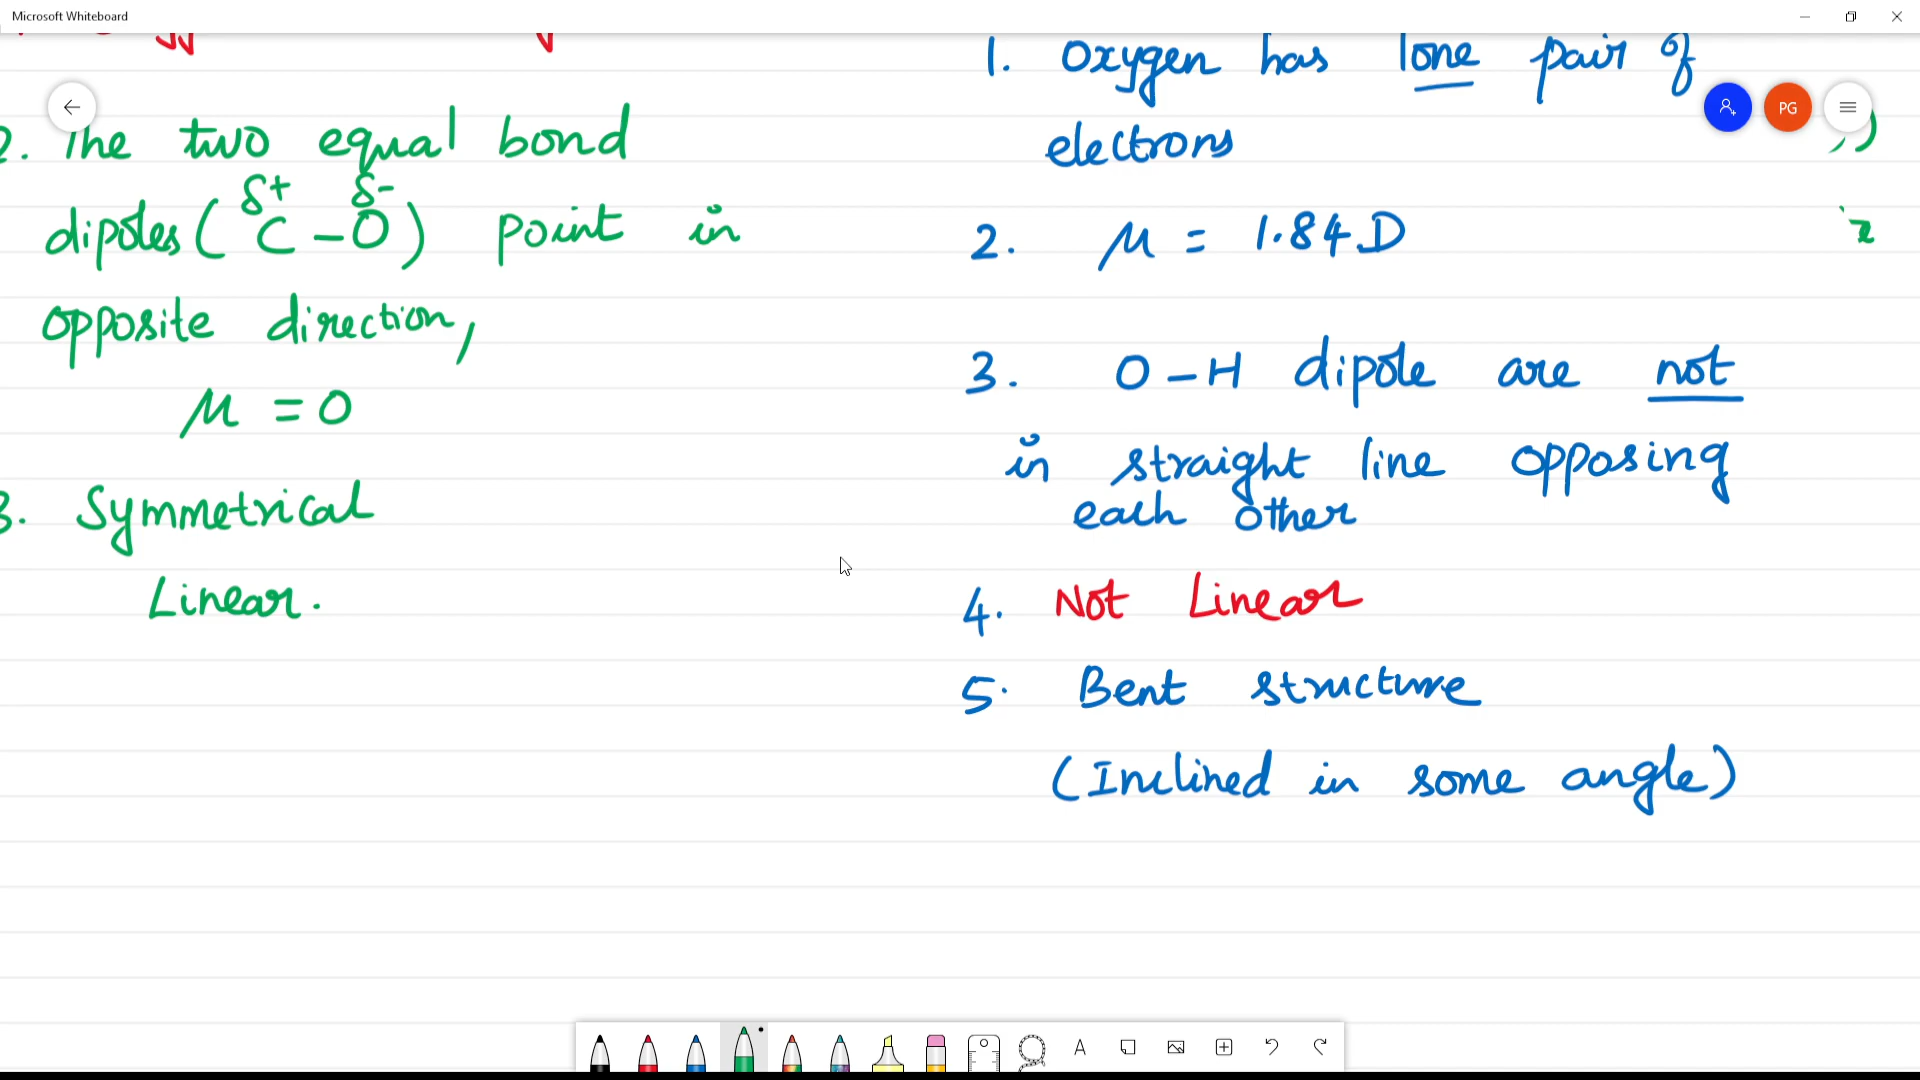 Microsoft Whiteboard
2. The two equal bond
δ+ δ-
dipoles ( C – O ) point in
opposite direction,
μ = 0
3. Symmetrical
Linear.
1. Oxygen has lone pair of
electrons
2. μ = 1.84 D
3. O – H dipole are not
in straight line opposing
each other
4. Not Linear
5. Bent structure
(Inclined in some angle)
PG
A